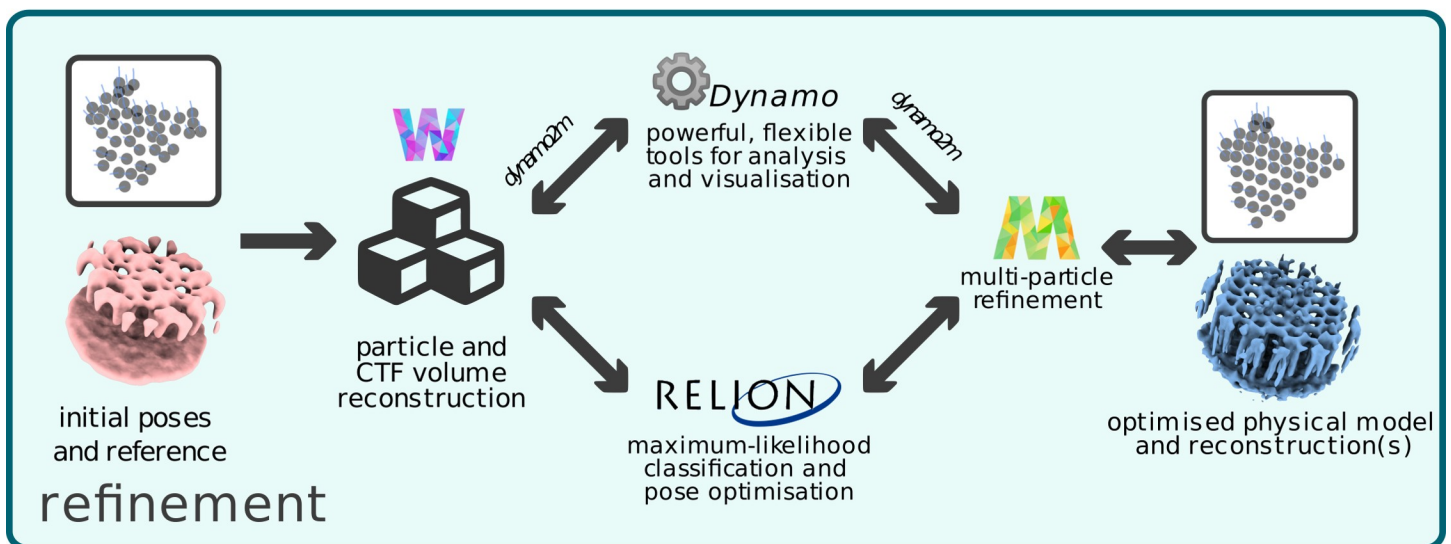 initial poses
and reference
refinement
W
particle and
CTF volume
reconstruction
dynamo2m
Dynamo
powerful, flexible
tools for analysis
and visualisation
dynamo2m
RELION
maximum-likelihood
classification and
pose optimisation
M
multi-particle
refinement
optimised physical model
and reconstruction(s)